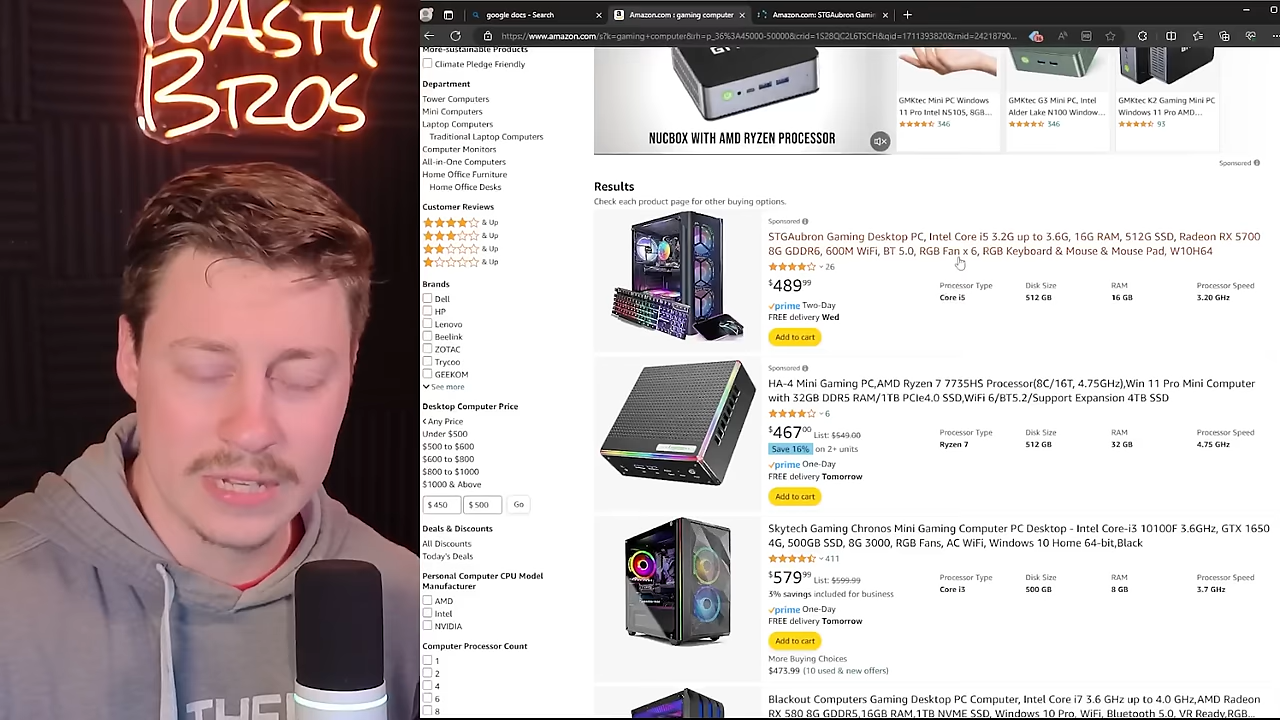 TOASTY
BROS
THE
google docs - Search
Amazon.com : gaming computer
Amazon.com: STGAubron Gamin
https://www.amazon.com/s?k=gaming+computer&rh=p_36%3A45000-50000&crid=1S28QC2L6TSCH&qid=1711393820&rnid=24218790...
More-sustainable Products
Climate Pledge Friendly
Department
Tower Computers
Mini Computers
Laptop Computers
Traditional Laptop Computers
Computer Monitors
All-in-One Computers
Home Office Furniture
Home Office Desks
Customer Reviews
& Up
& Up
& Up
& Up
Brands
Dell
HP
Lenovo
Beelink
ZOTAC
Trycoo
GEEKOM
See more
Desktop Computer Price
Any Price
Under $500
$500 to $600
$600 to $800
$800 to $1000
$1000 & Above
$ 450 $ 500 Go
Deals & Discounts
All Discounts
Today's Deals
Personal Computer CPU Model
Manufacturer
AMD
Intel
NVIDIA
Computer Processor Count
1
2
4
6
8
NUCBOX WITH AMD RYZEN PROCESSOR
GMKtec Mini PC Windows
11 Pro Intel N5105, 8GB...
346
GMKtec G3 Mini PC, Intel
Alder Lake N100 Window...
346
GMKtec K2 Gaming Mini PC
Windows 11 Pro AMD...
93
Sponsored
Results
Check each product page for other buying options.
Sponsored
STGAubron Gaming Desktop PC, Intel Core i5 3.2G up to 3.6G, 16G RAM, 512G SSD, Radeon RX 5700
8G GDDR6, 600M WiFi, BT 5.0, RGB Fan x 6, RGB Keyboard & Mouse & Mouse Pad, W10H64
26
$489.99
prime Two-Day
FREE delivery Wed
Add to cart
Processor Type Disk Size RAM Processor Speed
Core i5 512 GB 16 GB 3.20 GHz
Sponsored
HA-4 Mini Gaming PC,AMD Ryzen 7 7735HS Processor(8C/16T, 4.75GHz),Win 11 Pro Mini Computer
with 32GB DDR5 RAM/1TB PCIe4.0 SSD,WiFi 6/BT5.2/Support Expansion 4TB SSD
6
$467.00 List: $549.00
Save 16% on 2+ units
prime One-Day
FREE delivery Tomorrow
Add to cart
Processor Type Disk Size RAM Processor Speed
Ryzen 7 512 GB 32 GB 4.75 GHz
Skytech Gaming Chronos Mini Gaming Computer PC Desktop - Intel Core-i3 10100F 3.6GHz, GTX 1650
4G, 500GB SSD, 8G 3000, RGB Fans, AC WiFi, Windows 10 Home 64-bit,Black
411
$579.99 List: $599.99
3% savings included for business
prime One-Day
FREE delivery Tomorrow
Add to cart
More Buying Choices
$473.99 (10 used & new offers)
Processor Type Disk Size RAM Processor Speed
Core i3 500 GB 8 GB 3.7 GHz
Blackout Computers Gaming Desktop PC Computer, Intel Core i7 3.6 GHz up to 4.0 GHz,AMD Radeon
RX 580 8G GDDR5,16GB RAM,1TB NVME SSD, Windows 10 Pro, WiFi, Bluetooth 5.0, VR Ready,RGB...